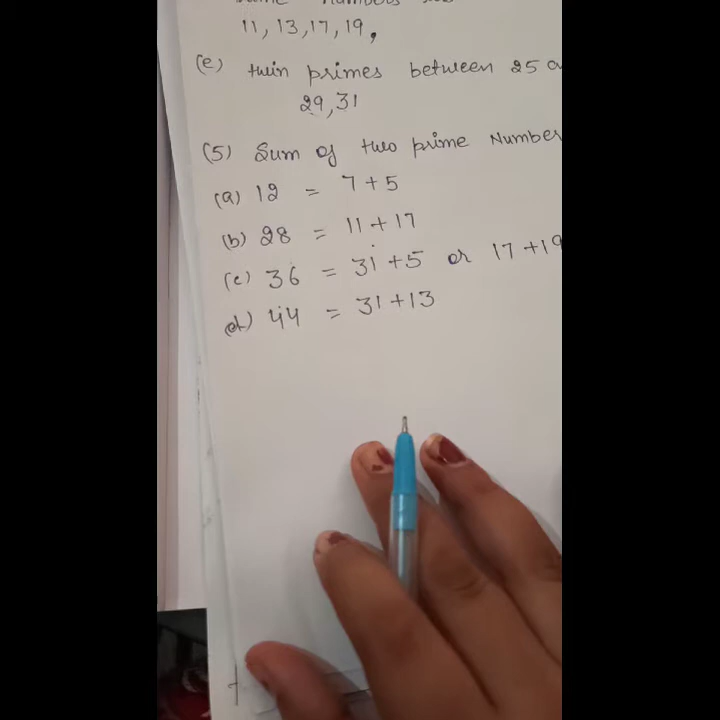 11, 13, 17, 19,
(e) twin primes between 25
29, 31
(5) Sum of two prime Number
(a) 12 = 7 + 5
(b) 28 = 11 + 17
(c) 36 = 31 + 5 or 17 + 19
(d) 44 = 31 + 13